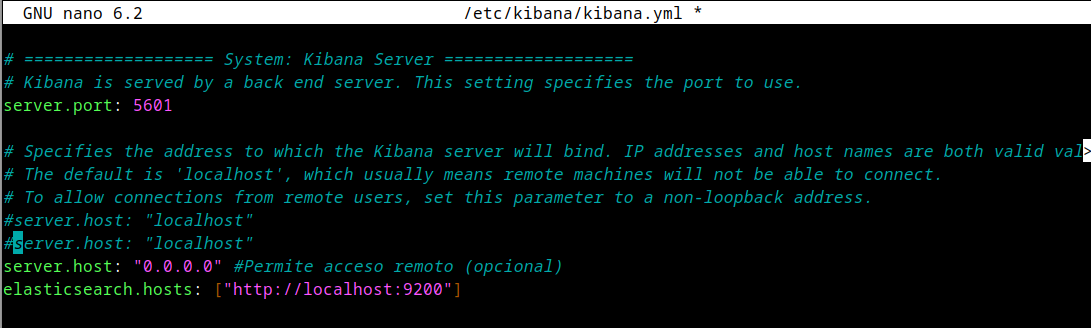 GNU nano 6.2 /etc/kibana/kibana.yml *
# =================== System: Kibana Server ===================
# Kibana is served by a back end server. This setting specifies the port to use.
server.port: 5601
# Specifies the address to which the Kibana server will bind. IP addresses and host names are both valid val>
# The default is 'localhost', which usually means remote machines will not be able to connect.
# To allow connections from remote users, set this parameter to a non-loopback address.
#server.host: "localhost"
#server.host: "localhost"
server.host: "0.0.0.0" #Permite acceso remoto (opcional)
elasticsearch.hosts: ["http://localhost:9200"]